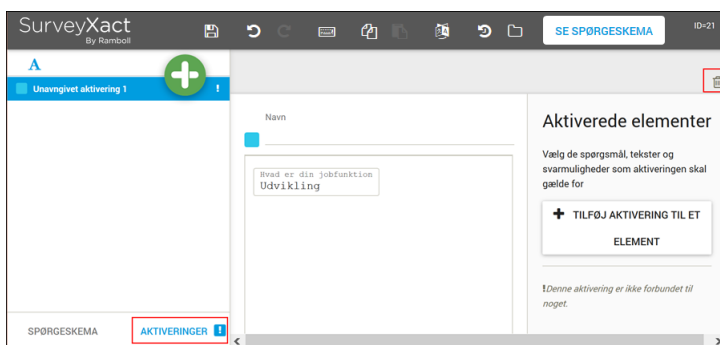 SurveyXact
By Ramboll
SE SPØRGESKEMA
ID=21
A
Unavngivet aktivering 1 !
Navn
Hvad er din jobfunktion
Udvikling
Aktiverede elementer
Vælg de spørgsmål, tekster og
svarmuligheder som aktiveringen skal
gælde for
TILFØJ AKTIVERING TIL ET
ELEMENT
!Denne aktivering er ikke forbundet til
noget.
SPØRGESKEMA
AKTIVERINGER !